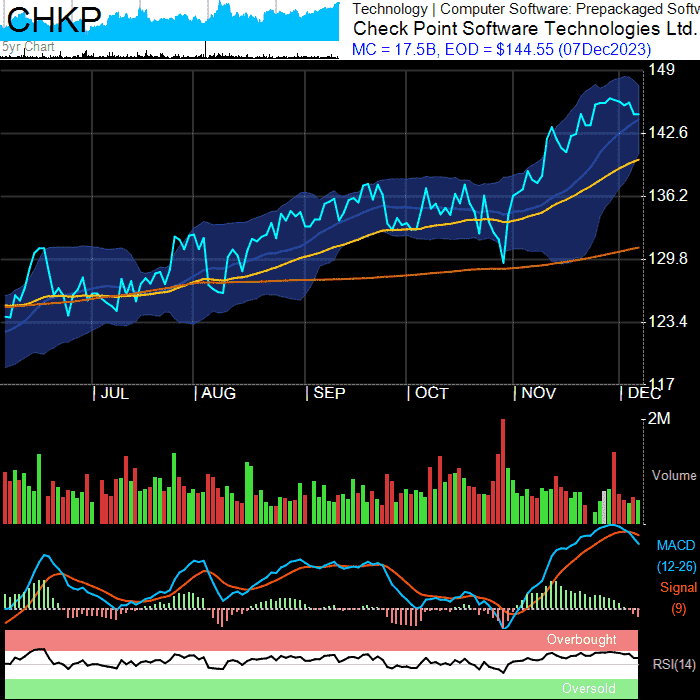 CHKP
5yr Chart
Technology | Computer Software: Prepackaged Softw
Check Point Software Technologies Ltd.
MC = 17.5B, EOD = $144.55 (07Dec2023)
149
142.6
136.2
129.8
123.4
117
JUL AUG SEP OCT NOV DEC
2M
Volume
MACD
(12-26)
Signal
(9)
Overbought
RSI(14)
Oversold